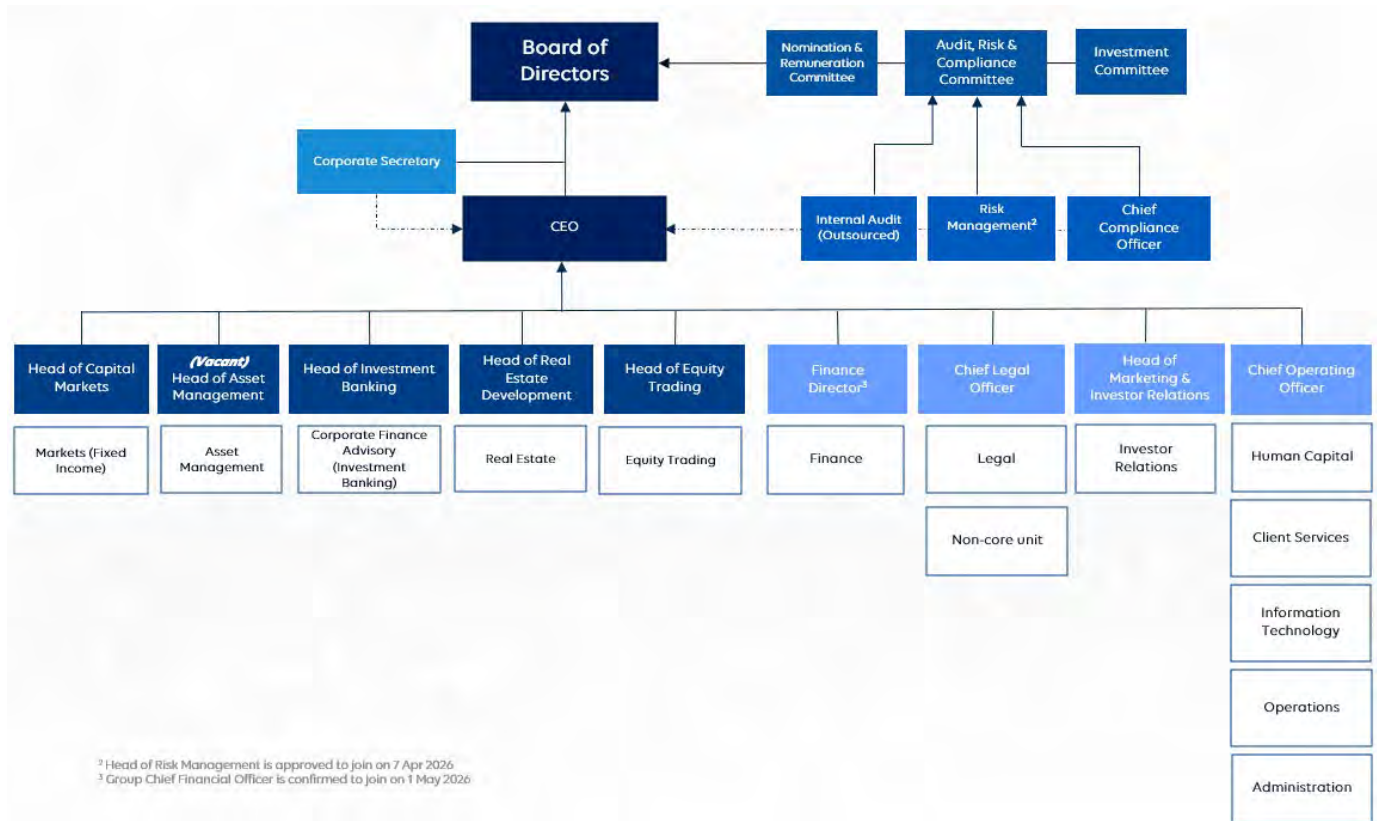 Board of
Directors
Nomination &
Remuneration
Committee
Audit, Risk &
Compliance
Committee
Investment
Committee
Corporate Secretary
CEO
Internal Audit
(Outsourced)
Risk
Management²
Chief
Compliance
Officer
Head of Capital
Markets
(Vacant)
Head of Asset
Management
Head of Investment
Banking
Head of Real
Estate
Development
Head of Equity
Trading
Finance
Director³
Chief Legal
Officer
Head of
Marketing &
Investor Relations
Chief Operating
Officer
Markets (Fixed
Income)
Asset
Management
Corporate Finance
Advisory
(Investment
Banking)
Real Estate
Equity Trading
Finance
Legal
Investor
Relations
Human Capital
Non-core unit
Client Services
Information
Technology
Operations
Administration
² Head of Risk Management is approved to join on 7 Apr 2026
³ Group Chief Financial Officer is confirmed to join on 1 May 2026